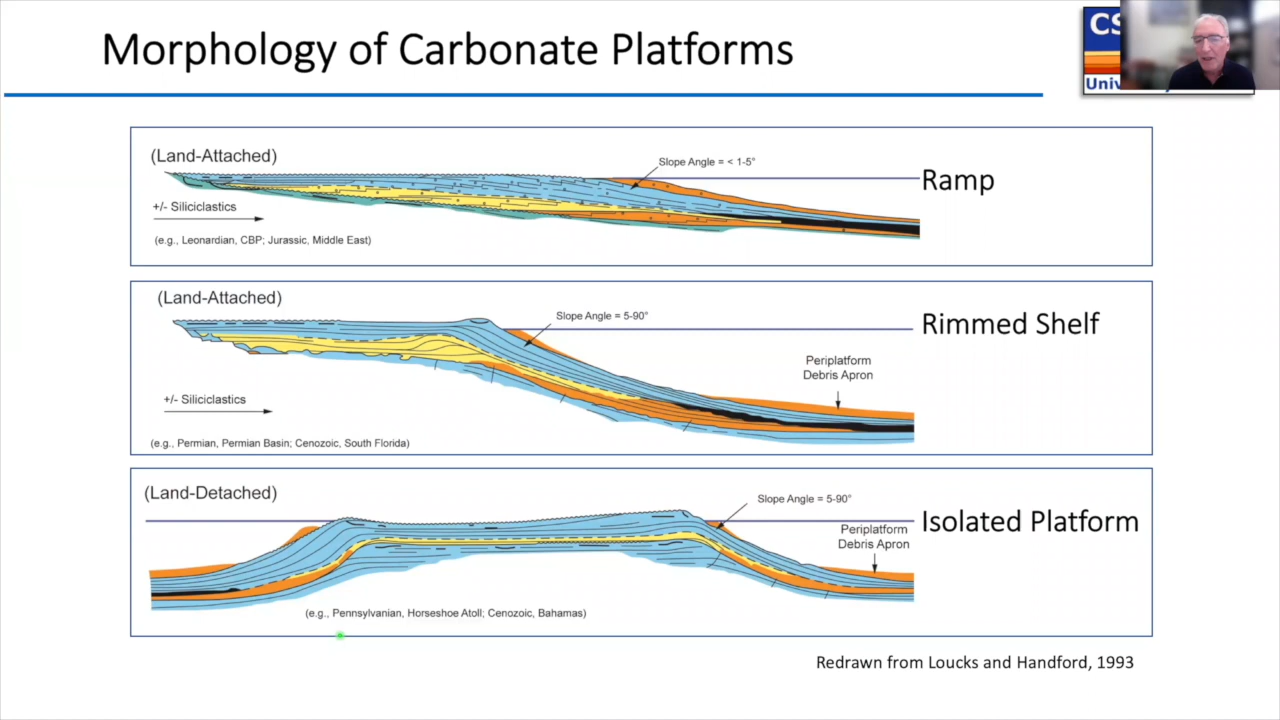 Morphology of Carbonate Platforms
CS
Univ
(Land-Attached)
Slope Angle = < 1-5°
Ramp
+/- Siliciclastics
(e.g., Leonardian, CBP; Jurassic, Middle East)
(Land-Attached)
Slope Angle = 5-90°
Rimmed Shelf
Periplatform
Debris Apron
+/- Siliciclastics
(e.g., Permian, Permian Basin; Cenozoic, South Florida)
(Land-Detached)
Slope Angle = 5-90°
Isolated Platform
Periplatform
Debris Apron
(e.g., Pennsylvanian, Horseshoe Atoll; Cenozoic, Bahamas)
Redrawn from Loucks and Handford, 1993